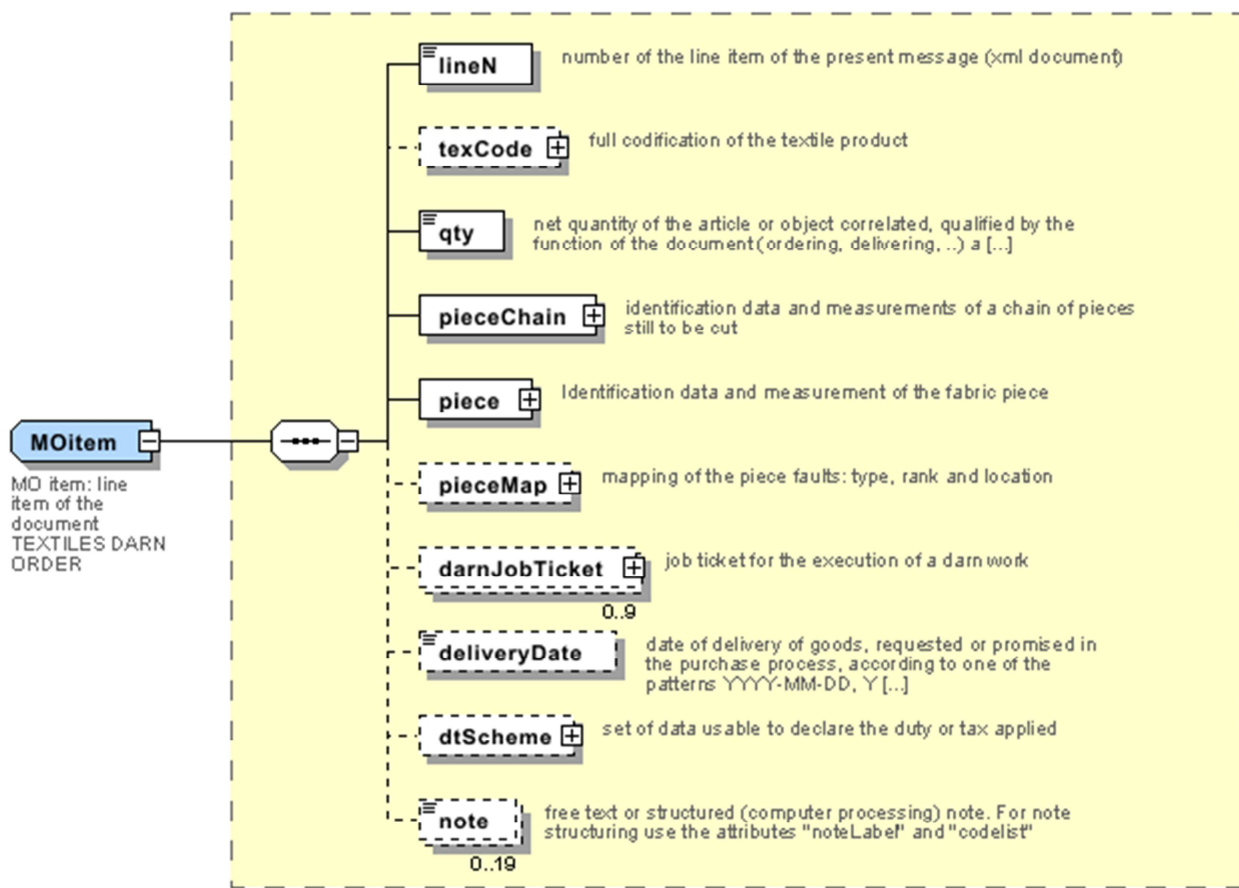 lineN
number of the line item of the present message (xml document)
texCode
full codification of the textile product
qty
net quantity of the article or object correlated, qualified by the
function of the document (ordering, delivering, ..) a [...]
pieceChain
identification data and measurements of a chain of pieces
still to be cut
piece
Identification data and measurement of the fabric piece
MOitem
MO item: line
item of the
document
TEXTILES DARN
ORDER
pieceMap
mapping of the piece faults: type, rank and location
darnJobTicket
job ticket for the execution of a darn work
0..9
deliveryDate
date of delivery of goods, requested or promised in
the purchase process, according to one of the
patterns YYYY-MM-DD, Y [...]
dtScheme
set of data usable to declare the duty or tax applied
note
free text or structured (computer processing) note. For note
structuring use the attributes "noteLabel" and "codelist"
0..19